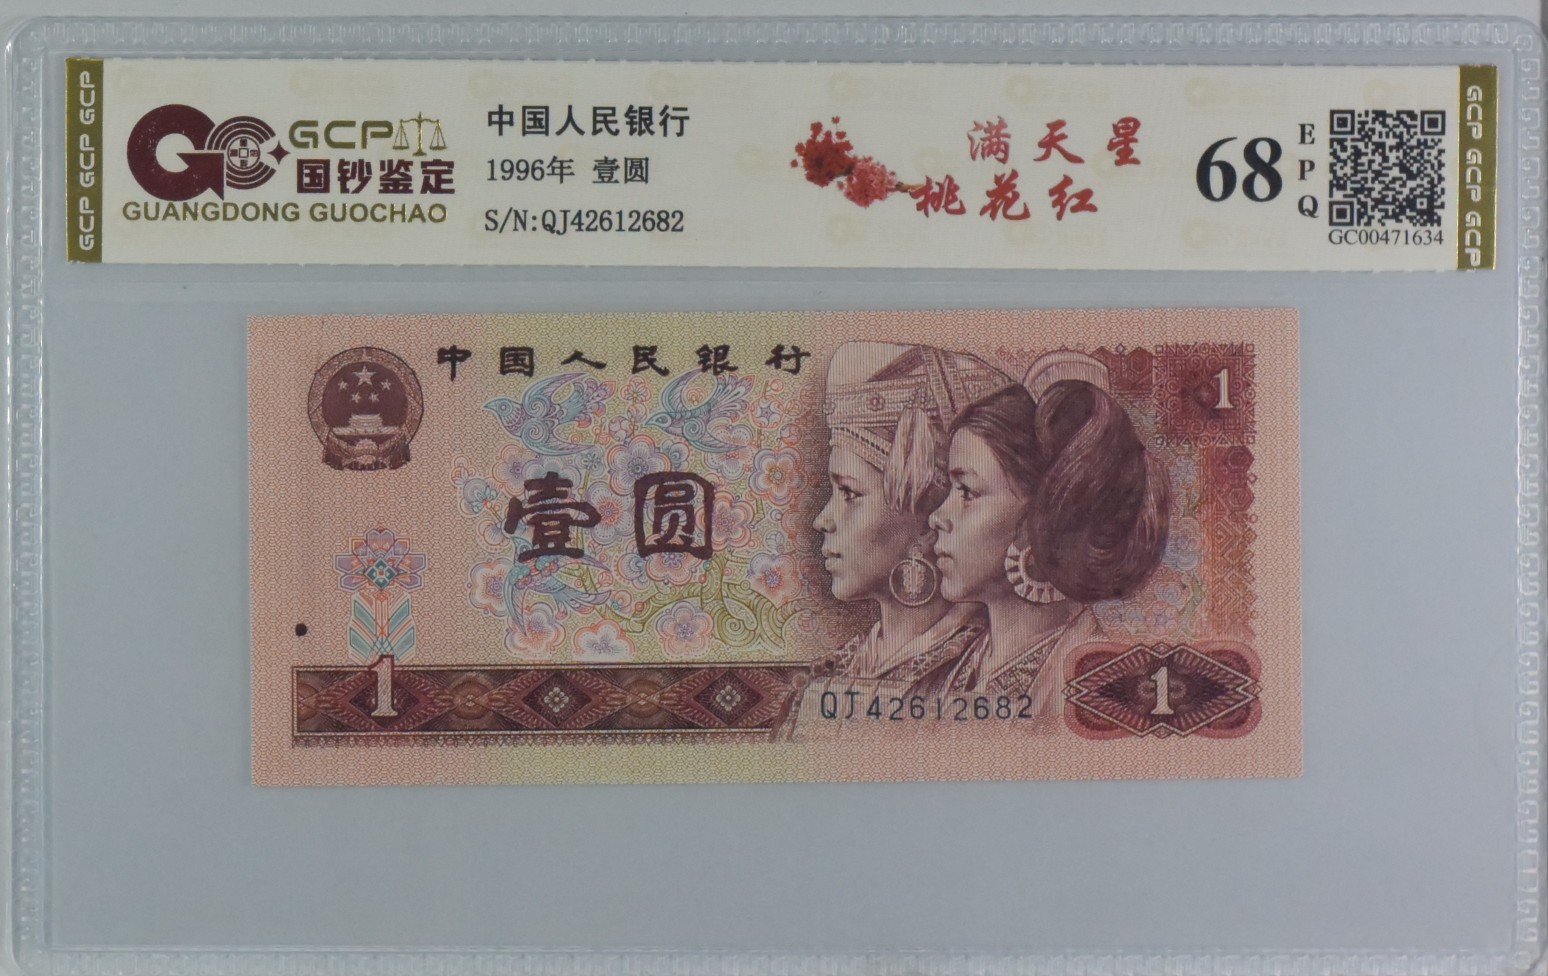 GCP GCP GCP
GCP
国钞鉴定
GUANGDONG GUOCHAO
中国人民银行
1996年 壹圆
S/N:QJ42612682
满天星
桃花红
68
EPQ
GC00471634
GCP GCP GCP
中国人民银行
1
壹圆
1
QJ42612682
1